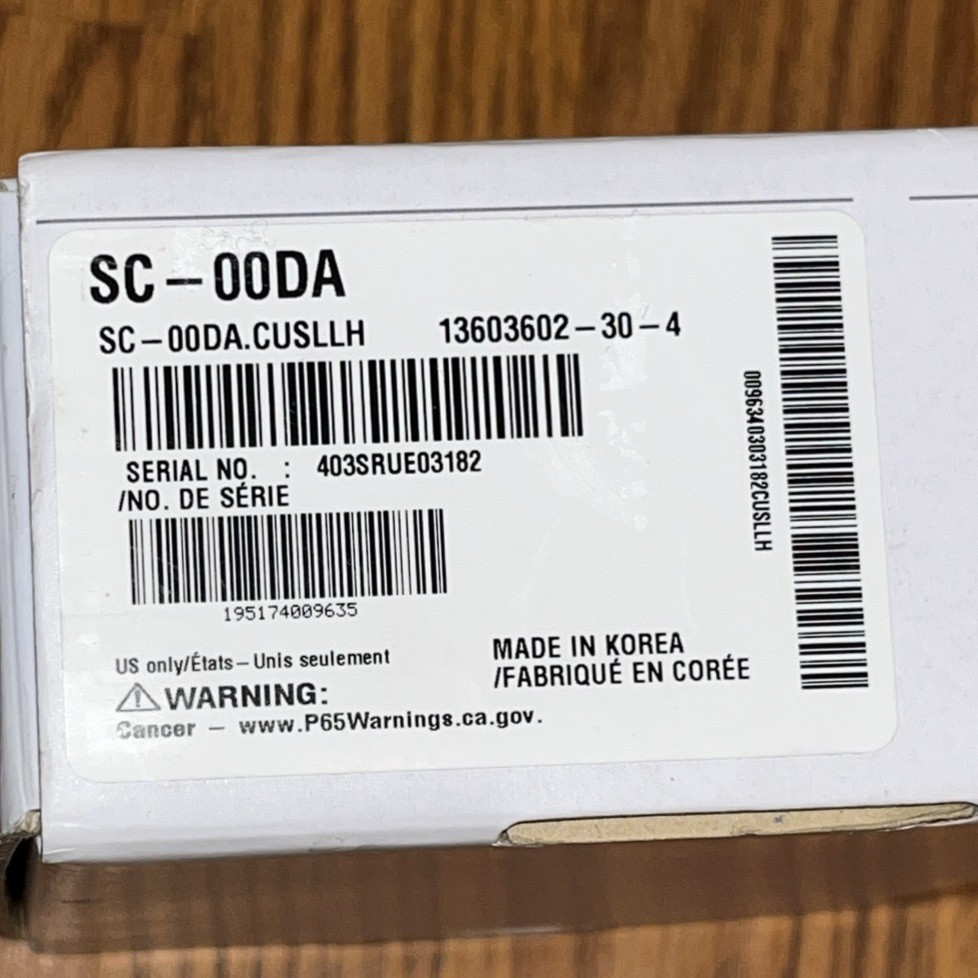 SC-00DA
SC-00DA.CUSLLH 13603602-30-4
SERIAL NO. : 403SRUE03182
/NO. DE SÉRIE
195174009635
US only/États-Unis seulement
⚠WARNING:
Cancer - www.P65Warnings.ca.gov.
MADE IN KOREA
/FABRIQUÉ EN CORÉE
0096340303182CUSLLH